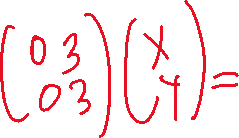 (0 3) (x) =
(0 3) (y)